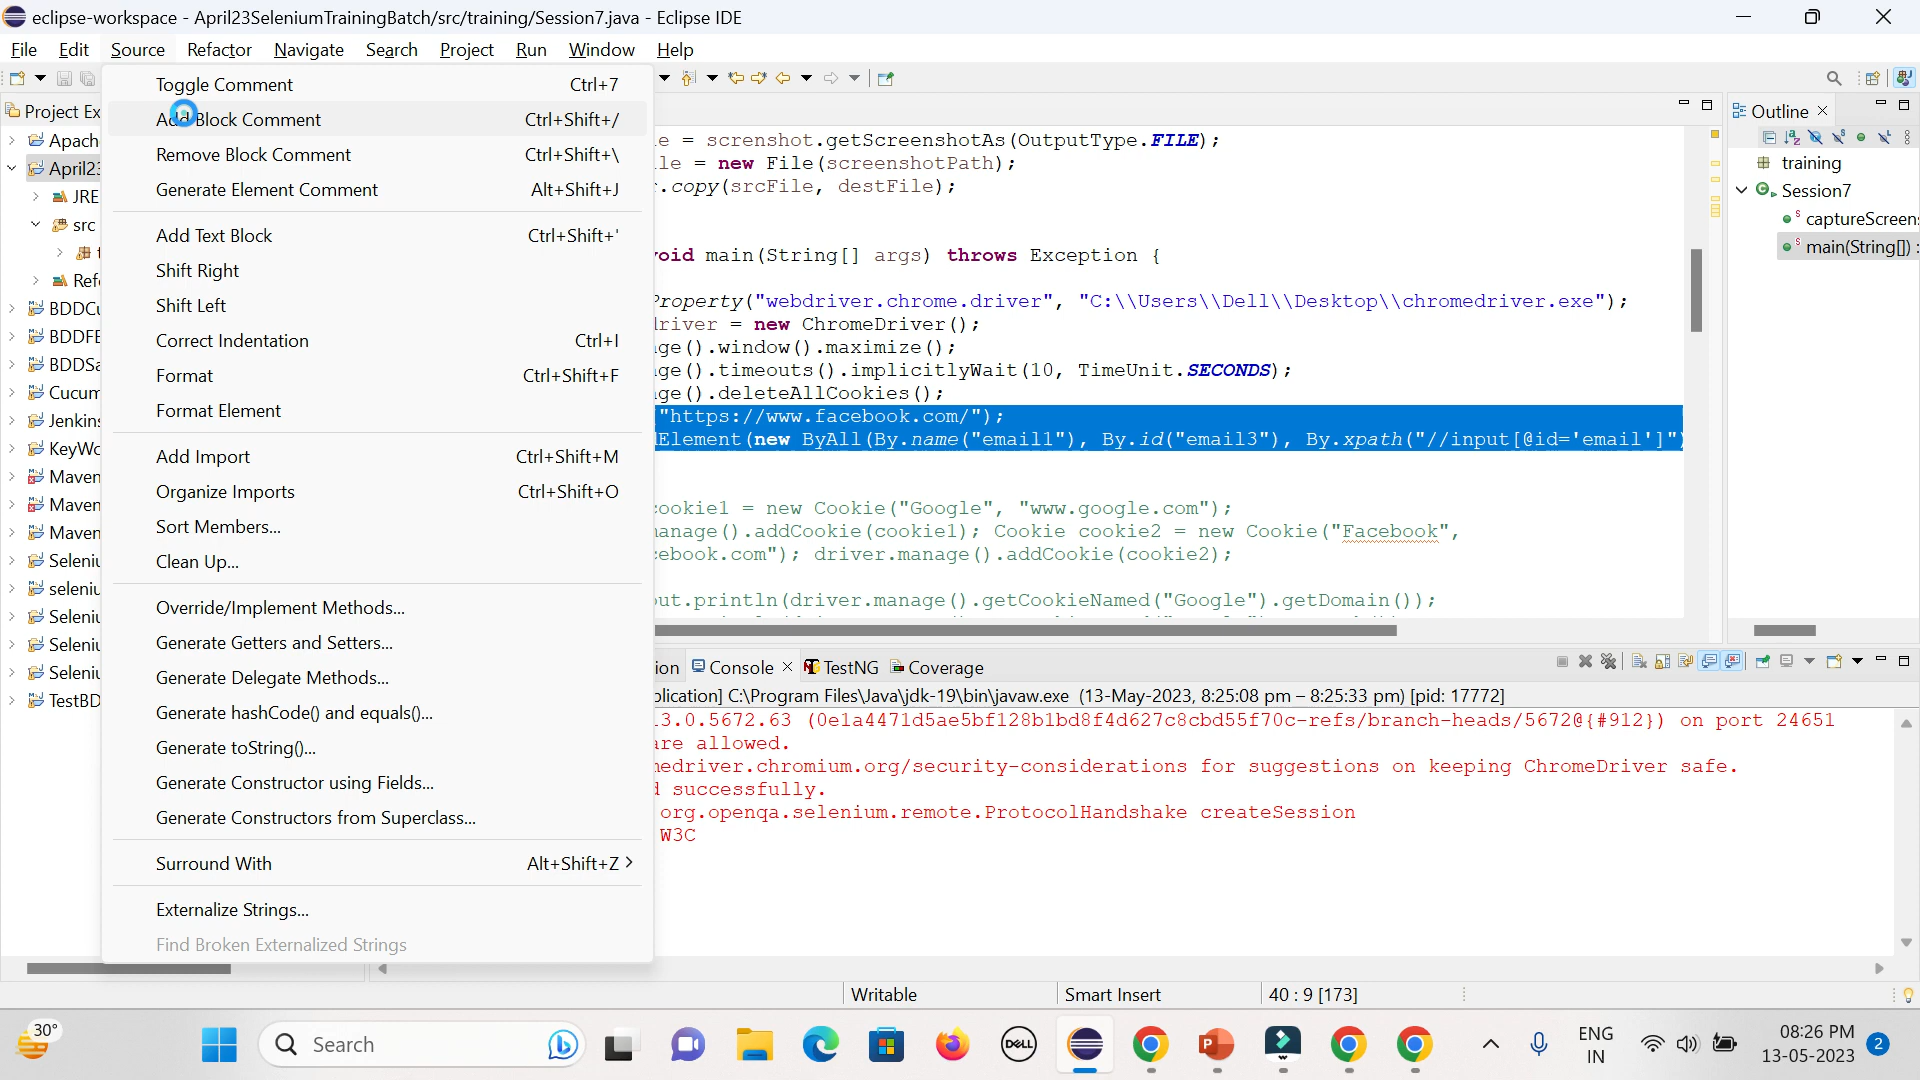 eclipse-workspace - April23SeleniumTrainingBatch/src/training/Session7.java - Eclipse IDE
File Edit Source Refactor Navigate Search Project Run Window Help
Toggle Comment Ctrl+7
Add Block Comment Ctrl+Shift+/
Remove Block Comment Ctrl+Shift+\
Generate Element Comment Alt+Shift+J
Add Text Block Ctrl+Shift+'
Shift Right
Shift Left
Correct Indentation Ctrl+I
Format Ctrl+Shift+F
Format Element
Add Import Ctrl+Shift+M
Organize Imports Ctrl+Shift+O
Sort Members...
Clean Up...
Override/Implement Methods...
Generate Getters and Setters...
Generate Delegate Methods...
Generate hashCode() and equals()...
Generate toString()...
Generate Constructor using Fields...
Generate Constructors from Superclass...
Surround With Alt+Shift+Z
Externalize Strings...
Find Broken Externalized Strings
Project Ex
Apach
April23
JRE
src
t
Refe
BDDCu
BDDFE
BDDSa
Cucum
Jenkins
KeyWo
Maven
Maven
Maven
Seleniu
seleniu
Seleniu
Seleniu
Seleniu
TestBD
le = screnshot.getScreenshotAs(OutputType.FILE);
le = new File(screenshotPath);
.copy(srcFile, destFile);
void main(String[] args) throws Exception {
Property("webdriver.chrome.driver", "C:\\Users\\Dell\\Desktop\\chromedriver.exe");
driver = new ChromeDriver();
ge().window().maximize();
ge().timeouts().implicitlyWait(10, TimeUnit.SECONDS);
ge().deleteAllCookies();
"https://www.facebook.com/");
Element(new ByAll(By.name("email1"), By.id("email3"), By.xpath("//input[@id='email']")
cookie1 = new Cookie("Google", "www.google.com");
manage().addCookie(cookie1); Cookie cookie2 = new Cookie("Facebook",
cebook.com"); driver.manage().addCookie(cookie2);
out.println(driver.manage().getCookieNamed("Google").getDomain());
Outline
training
Session7
captureScreen
main(String[]) :
ion Console TestNG Coverage
plication] C:\Program Files\Java\jdk-19\bin\javaw.exe (13-May-2023, 8:25:08 pm – 8:25:33 pm) [pid: 17772]
13.0.5672.63 (0e1a4471d5ae5bf128b1bd8f4d627c8cbd55f70c-refs/branch-heads/5672@{#912}) on port 24651
are allowed.
medriver.chromium.org/security-considerations for suggestions on keeping ChromeDriver safe.
d successfully.
org.openqa.selenium.remote.ProtocolHandshake createSession
W3C
Writable Smart Insert 40 : 9 [173]
30°
Search
DELL
ENG
IN
08:26 PM
13-05-2023
2